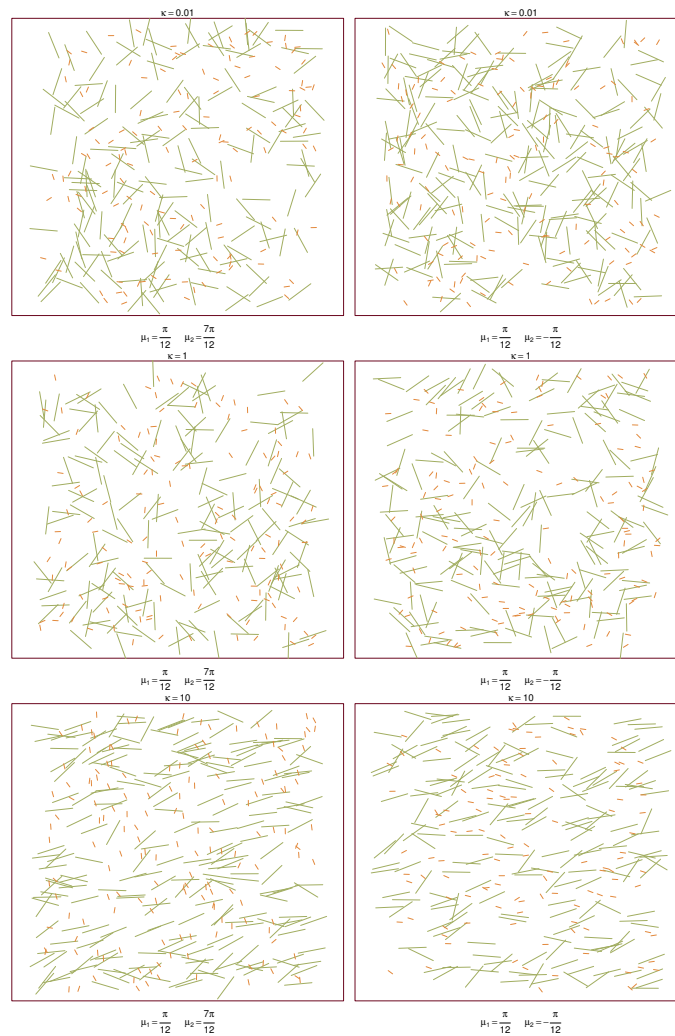 κ = 0.01 κ = 0.01
μ₁ = π/12 μ₂ = 7π/12 μ₁ = π/12 μ₂ = −π/12
κ = 1 κ = 1
μ₁ = π/12 μ₂ = 7π/12 μ₁ = π/12 μ₂ = −π/12
κ = 10 κ = 10
μ₁ = π/12 μ₂ = 7π/12 μ₁ = π/12 μ₂ = −π/12